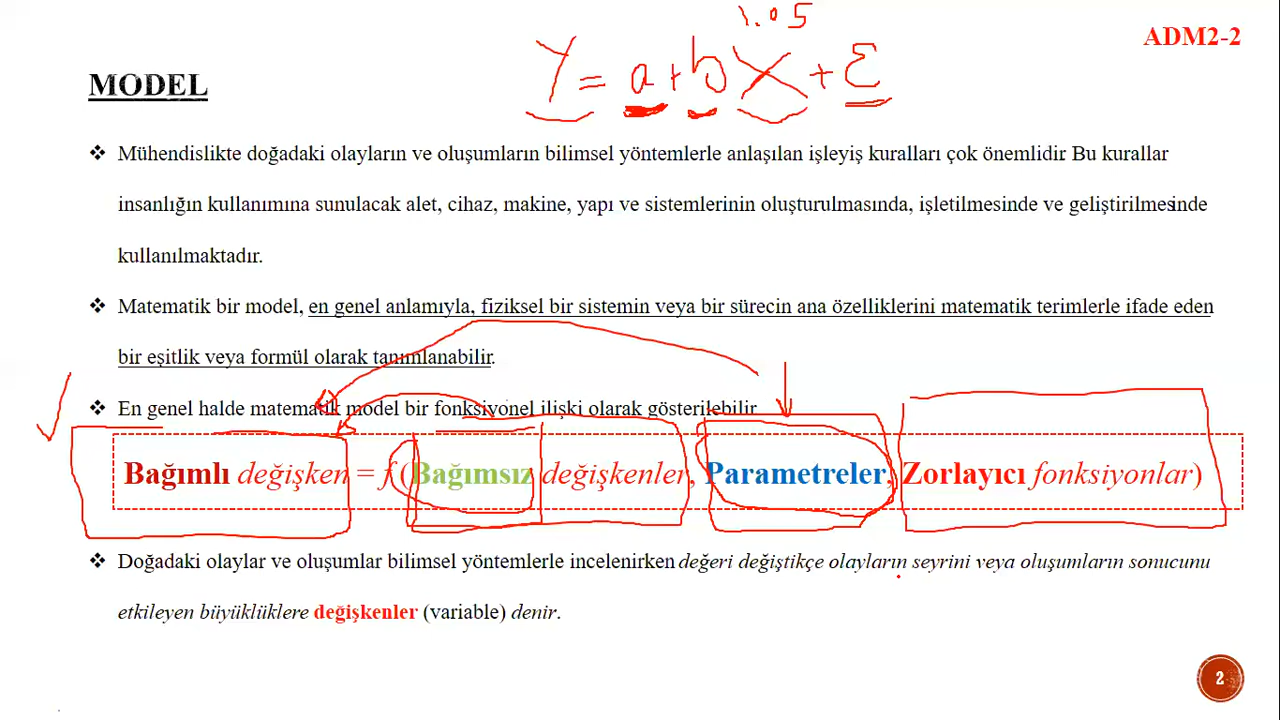 1.05
ADM2-2
Y = a + b X + ε
MODEL
❖ Mühendislikte doğadaki olayların ve oluşumların bilimsel yöntemlerle anlaşılan işleyiş kuralları çok önemlidir. Bu kurallar
insanlığın kullanımına sunulacak alet, cihaz, makine, yapı ve sistemlerinin oluşturulmasında, işletilmesinde ve geliştirilmesinde
kullanılmaktadır.
❖ Matematik bir model, en genel anlamıyla, fiziksel bir sistemin veya bir sürecin ana özelliklerini matematik terimlerle ifade eden
bir eşitlik veya formül olarak tanımlanabilir.
❖ En genel halde matematik model bir fonksiyonel ilişki olarak gösterilebilir.
Bağımlı değişken = f (Bağımsız değişkenler, Parametreler, Zorlayıcı fonksiyonlar)
❖ Doğadaki olaylar ve oluşumlar bilimsel yöntemlerle incelenirken değeri değiştikçe olayların seyrini veya oluşumların sonucunu
etkileyen büyüklüklere değişkenler (variable) denir.
2